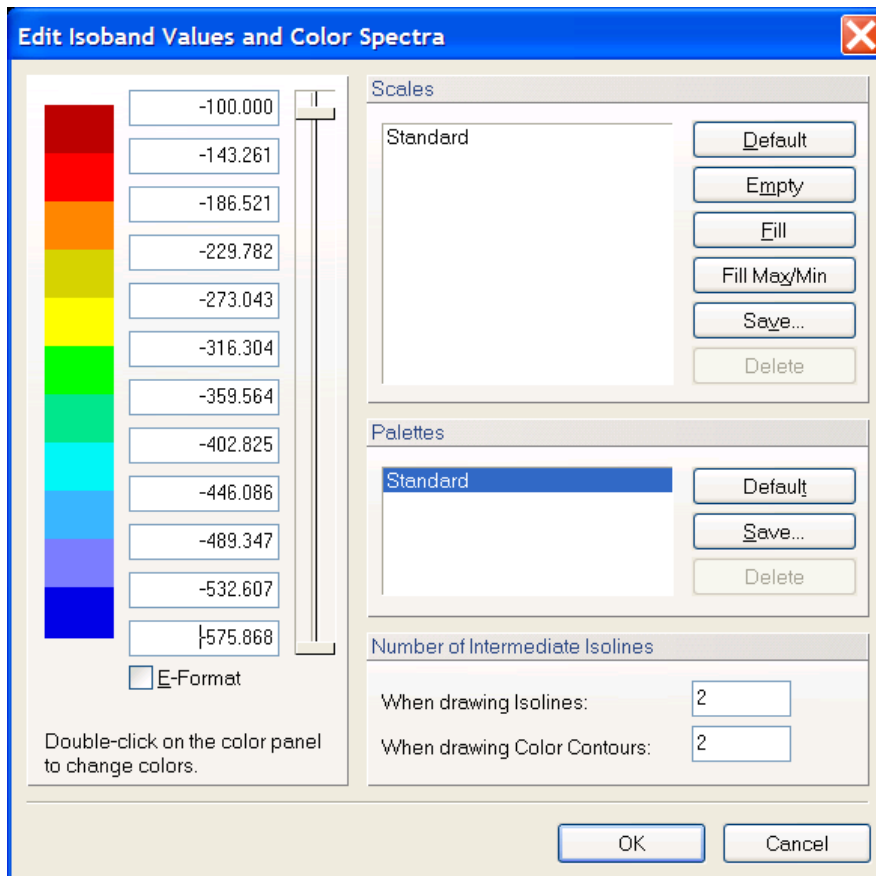 Edit Isoband Values and Color Spectra
-100.000
-143.261
-186.521
-229.782
-273.043
-316.304
-359.564
-402.825
-446.086
-489.347
-532.607
-575.868
E-Format
Double-click on the color panel
to change colors.
Scales
Standard
Default
Empty
Fill
Fill Max/Min
Save...
Delete
Palettes
Standard
Default
Save...
Delete
Number of Intermediate Isolines
When drawing Isolines: 2
When drawing Color Contours: 2
OK Cancel